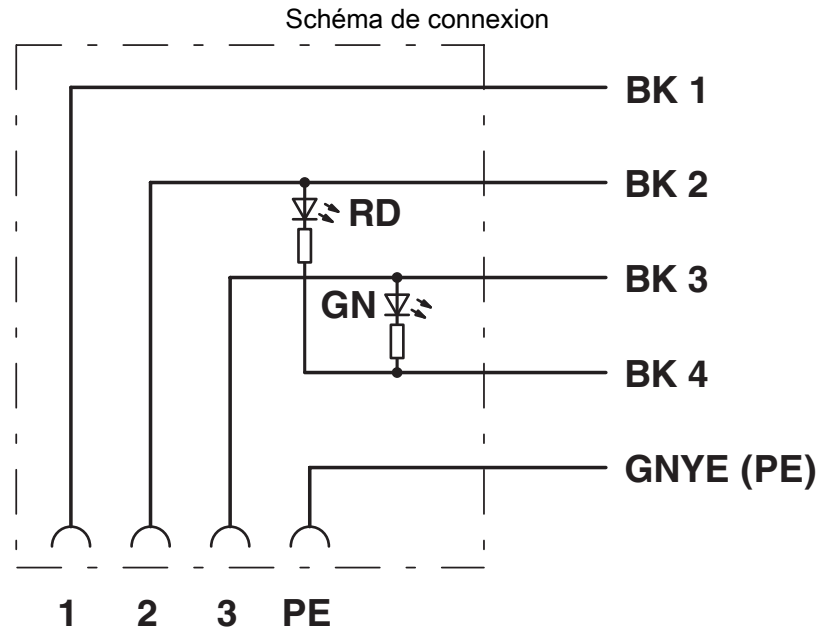 Schéma de connexion
BK 1
BK 2
RD
BK 3
GN
BK 4
GNYE (PE)
1 2 3 PE